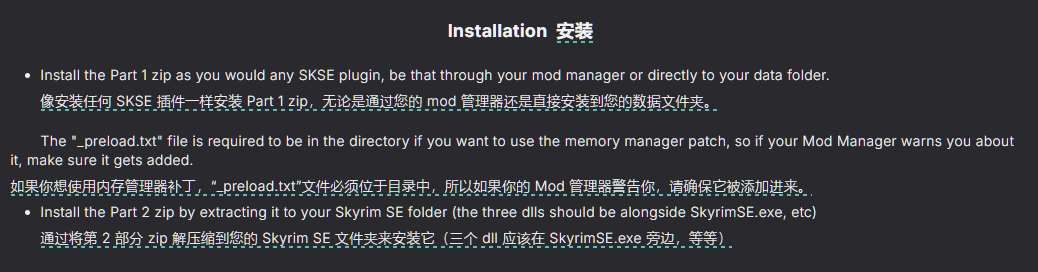 Installation 安装
Install the Part 1 zip as you would any SKSE plugin, be that through your mod manager or directly to your data folder.
像安装任何 SKSE 插件一样安装 Part 1 zip，无论是通过您的 mod 管理器还是直接安装到您的数据文件夹。
The "_preload.txt" file is required to be in the directory if you want to use the memory manager patch, so if your Mod Manager warns you about
it, make sure it gets added.
如果你想使用内存管理器补丁，“_preload.txt”文件必须位于目录中，所以如果你的 Mod 管理器警告你，请确保它被添加进来。
Install the Part 2 zip by extracting it to your Skyrim SE folder (the three dlls should be alongside SkyrimSE.exe, etc)
通过将第 2 部分 zip 解压缩到您的 Skyrim SE 文件夹来安装它（三个 dll 应该在 SkyrimSE.exe 旁边，等等）